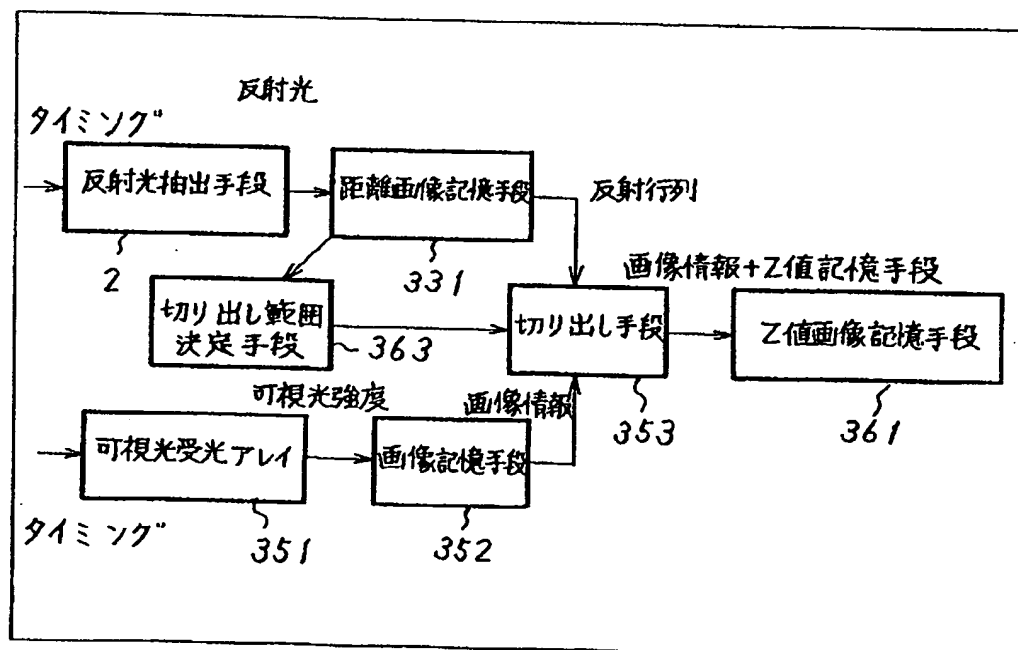 反射光
タイミング
反射光抽出手段
距離画像記憶手段
反射行列
2
331
画像情報+Z値記憶手段
切り出し範囲
決定手段
363
切り出し手段
Z値画像記憶手段
可視光強度
画像情報
353
361
可視光受光アレイ
画像記憶手段
タイミング
351
352